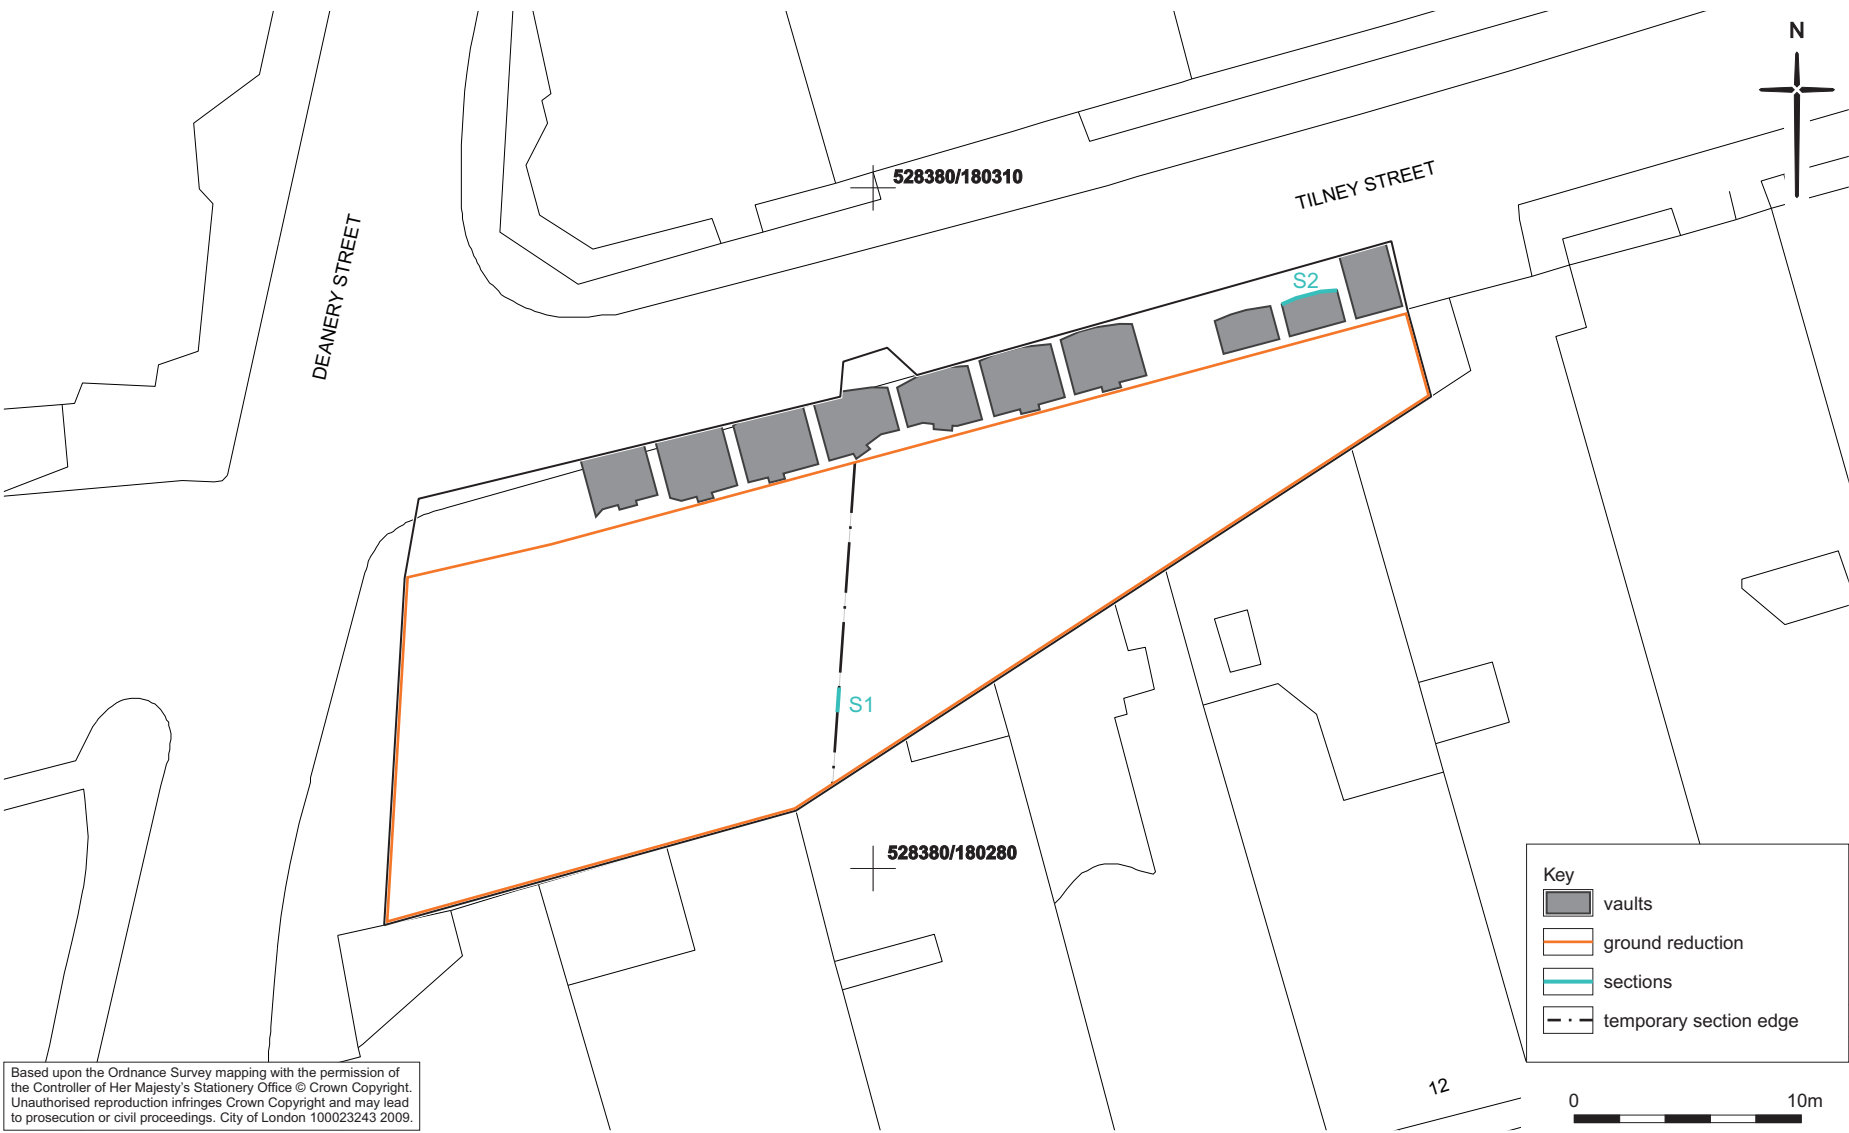 N
528380/180310
TILNEY STREET
DEANERY STREET
S2
S1
528380/180280
Key
vaults
ground reduction
sections
temporary section edge
12
0 10m
Based upon the Ordnance Survey mapping with the permission of
the Controller of Her Majesty's Stationery Office © Crown Copyright.
Unauthorised reproduction infringes Crown Copyright and may lead
to prosecution or civil proceedings. City of London 100023243 2009.